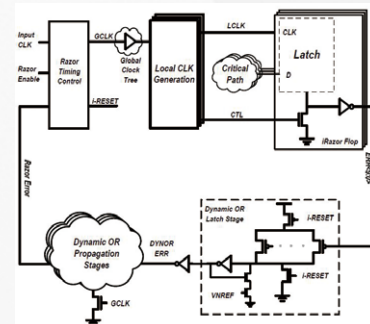 Input
CLK
Razor
Enable
Razor
Timing
Control
GCLK
Global
Clock
Tree
i-RESET
Local CLK
Generation
LCLK
CTL
Critical
Path
CLK
Latch
D
iRazor Flop
Razor Error
Dynamic OR
Propagation
Stages
GCLK
DYNOR
ERR
Dynamic OR
Latch Stage
i-RESET
i-RESET
VNREF